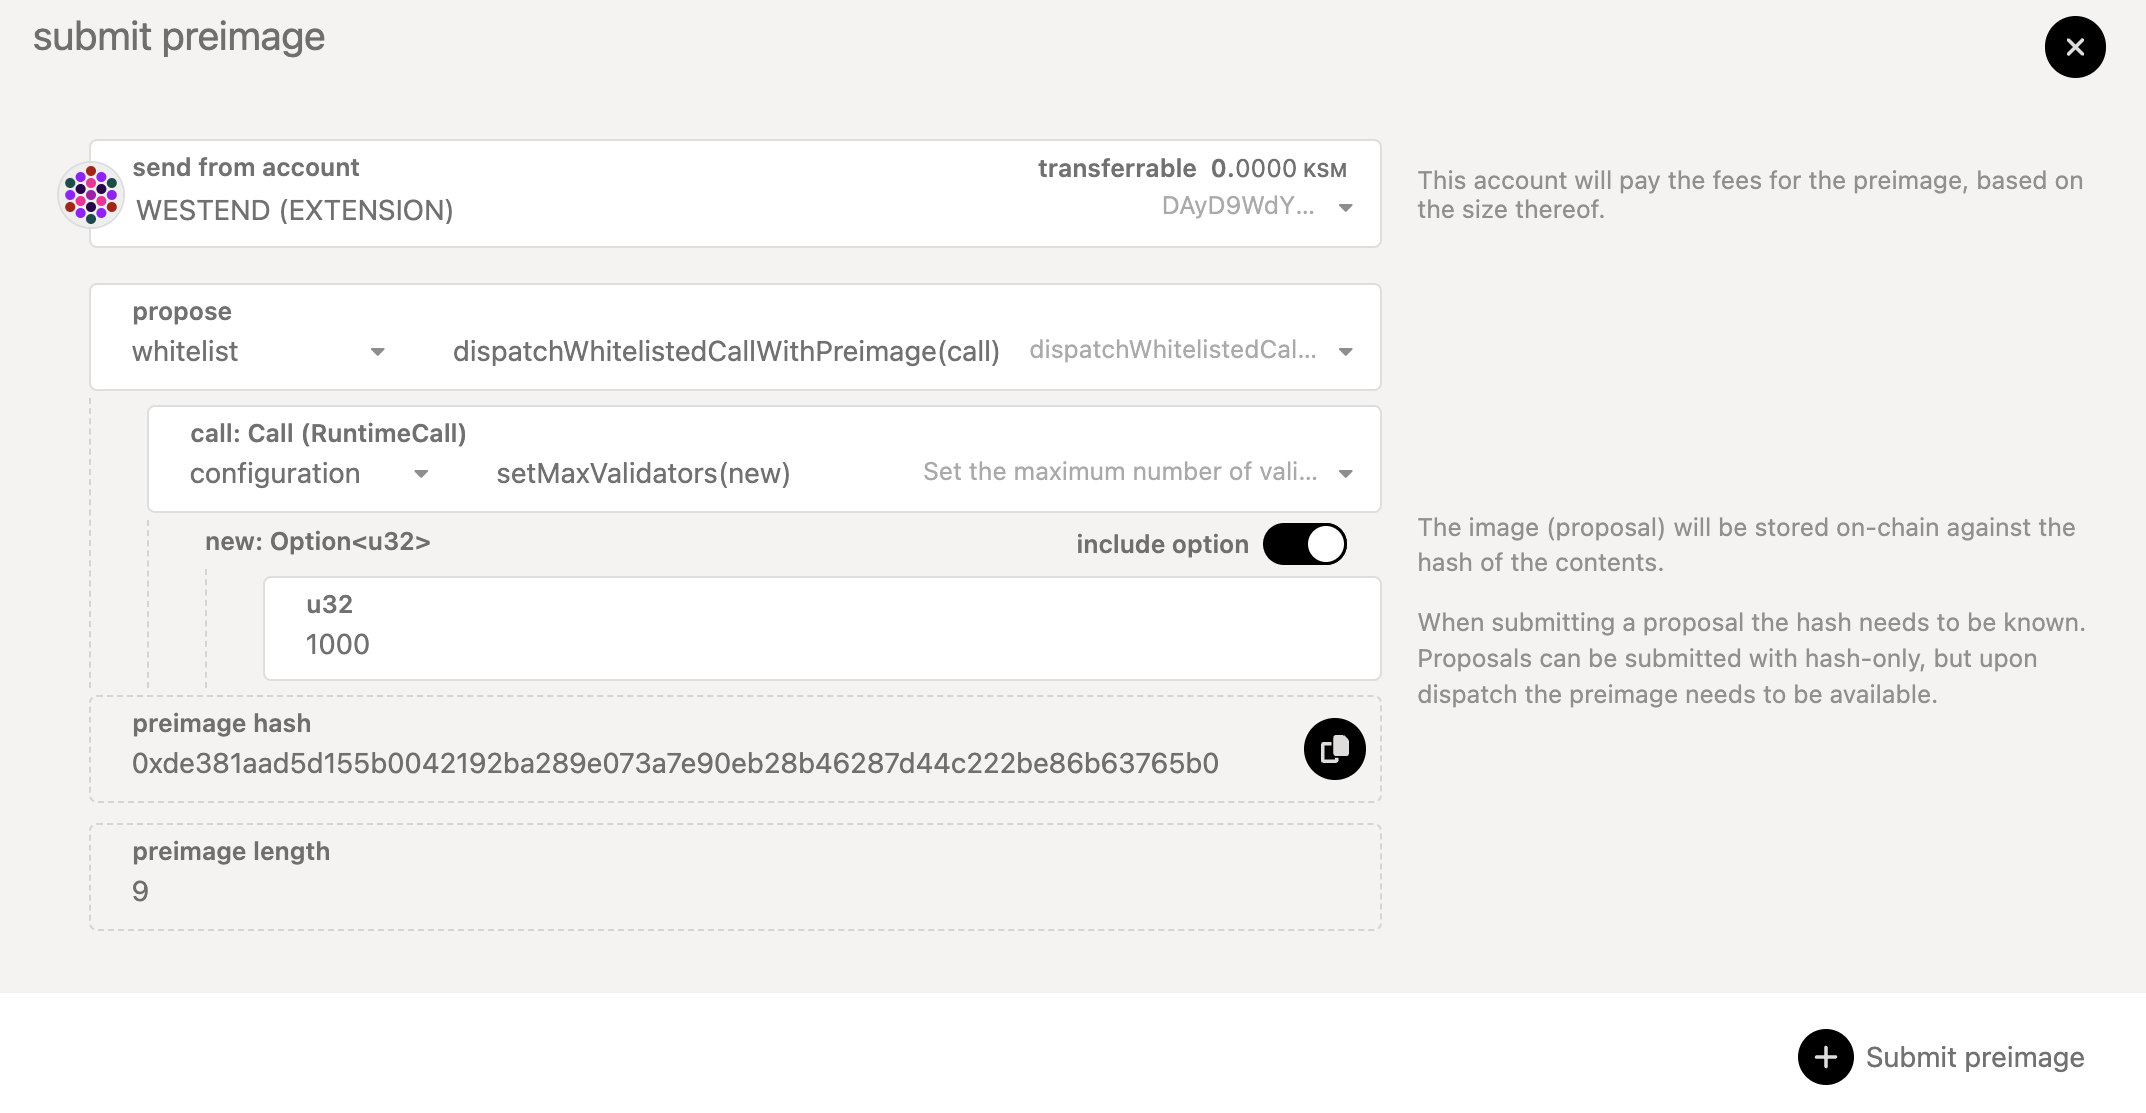 submit preimage
send from account
transferrable 0.0000 KSM
WESTEND (EXTENSION)
DAyD9WdY...
This account will pay the fees for the preimage, based on
the size thereof.
propose
whitelist
dispatchWhitelistedCallWithPreimage(call)
dispatchWhitelistedCal...
call: Call (RuntimeCall)
configuration
setMaxValidators(new)
Set the maximum number of vali...
new: Option<u32>
include option
u32
1000
The image (proposal) will be stored on-chain against the
hash of the contents.
When submitting a proposal the hash needs to be known.
Proposals can be submitted with hash-only, but upon
dispatch the preimage needs to be available.
preimage hash
0xde381aad5d155b0042192ba289e073a7e90eb28b46287d44c222be86b63765b0
preimage length
9
Submit preimage